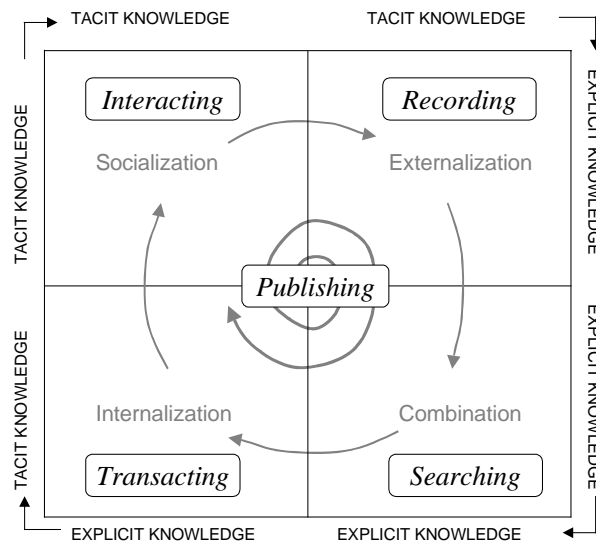 TACIT KNOWLEDGE
TACIT KNOWLEDGE
TACIT KNOWLEDGE
EXPLICIT KNOWLEDGE
Interacting
Recording
Socialization
Externalization
Publishing
TACIT KNOWLEDGE
EXPLICIT KNOWLEDGE
Internalization
Combination
Transacting
Searching
EXPLICIT KNOWLEDGE
EXPLICIT KNOWLEDGE